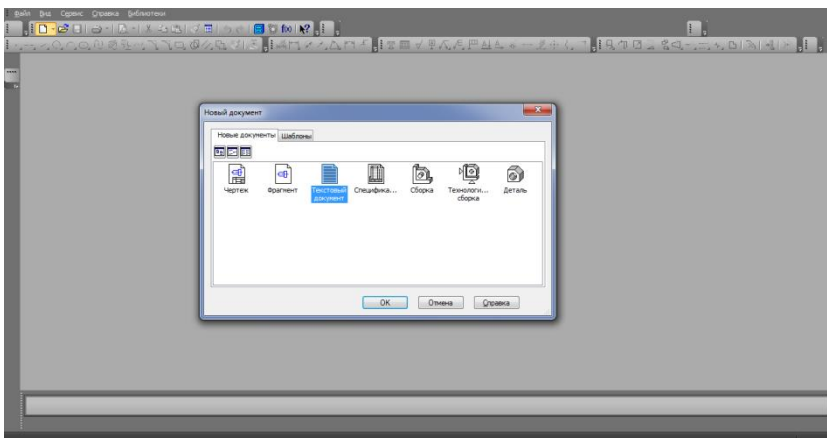 Файл Вид Сервис Справка Библиотеки
f(x)
Новый документ
Новые документы Шаблоны
Чертеж Фрагмент Текстовый документ Специфика... Сборка Технологи... сборка Деталь
ОК Отмена Справка